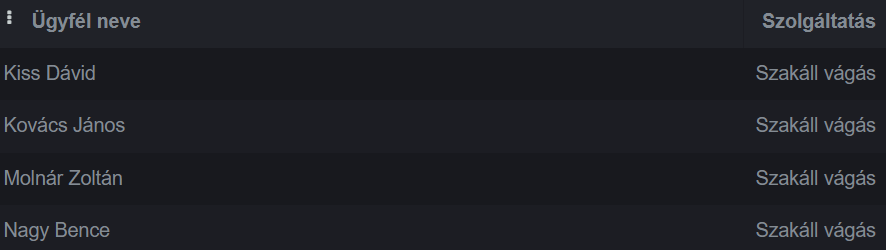 Ügyfél neve Szolgáltatás
Kiss Dávid Szakáll vágás
Kovács János Szakáll vágás
Molnár Zoltán Szakáll vágás
Nagy Bence Szakáll vágás